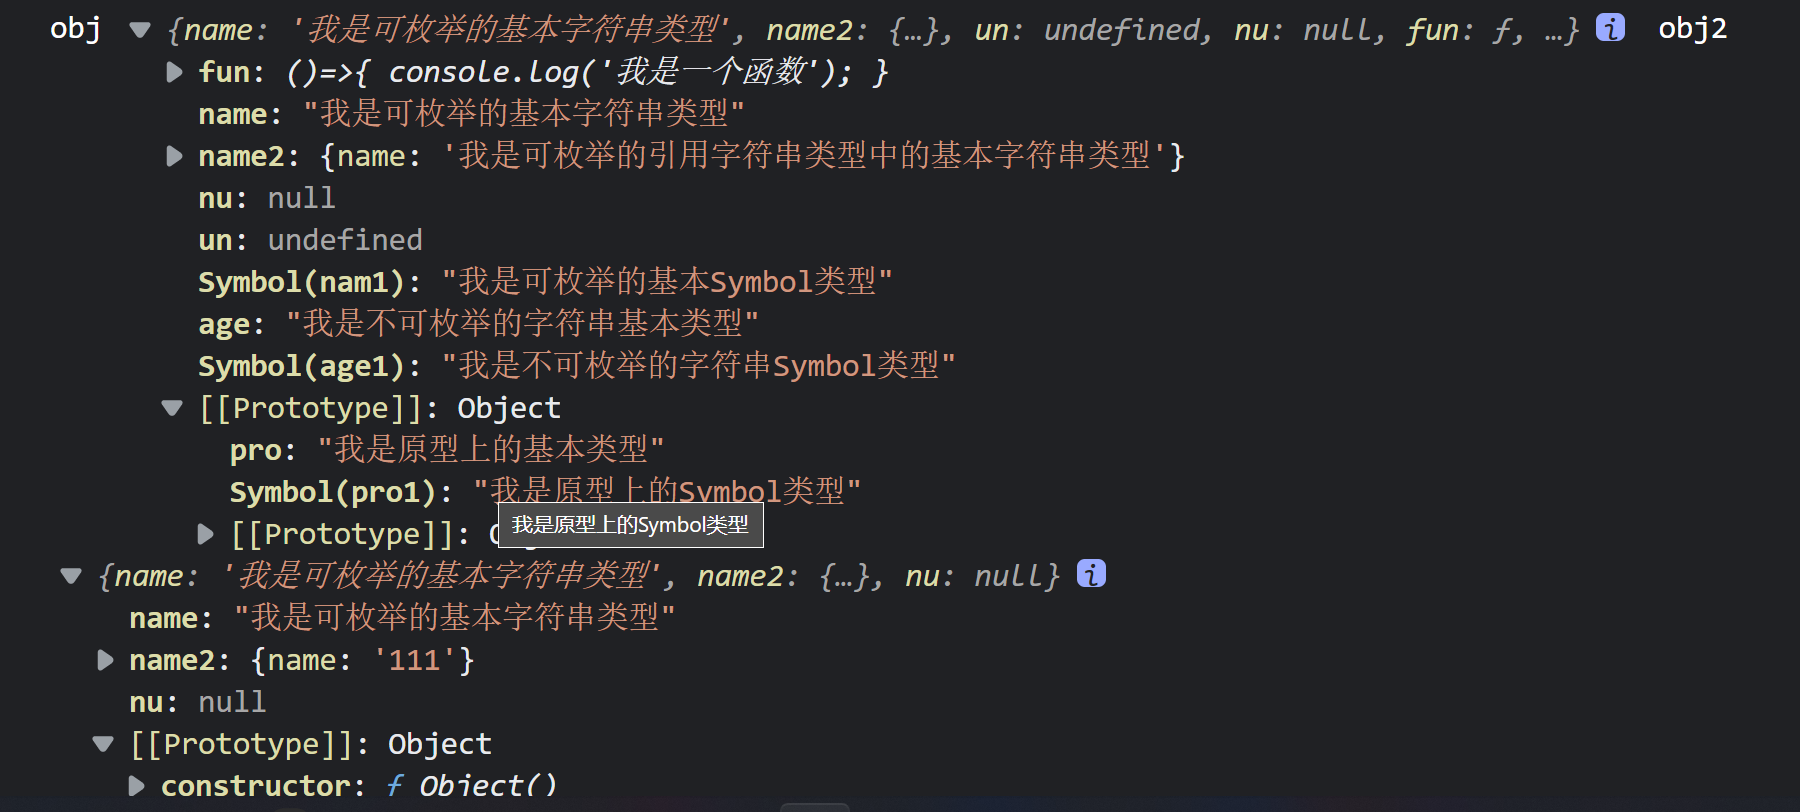 obj {name: '我是可枚举的基本字符串类型', name2: {…}, un: undefined, nu: null, fun: ƒ, …} i obj2
fun: ()=>{ console.log('我是一个函数'); }
name: "我是可枚举的基本字符串类型"
name2: {name: '我是可枚举的引用字符串类型中的基本字符串类型'}
nu: null
un: undefined
Symbol(nam1): "我是可枚举的基本Symbol类型"
age: "我是不可枚举的字符串基本类型"
Symbol(age1): "我是不可枚举的字符串Symbol类型"
[[Prototype]]: Object
pro: "我是原型上的基本类型"
Symbol(pro1): "我是原型上的Symbol类型"
[[Prototype]]:
我是原型上的Symbol类型
{name: '我是可枚举的基本字符串类型', name2: {…}, nu: null} i
name: "我是可枚举的基本字符串类型"
name2: {name: '111'}
nu: null
[[Prototype]]: Object
constructor: ƒ Object()